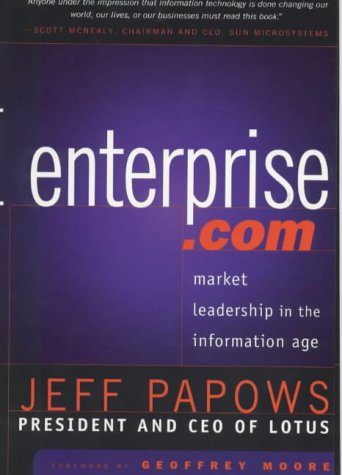 "Anyone under the impression that information technology is done changing our
world, our lives, or our businesses must read this book."
—SCOTT MCNEALY, CHAIRMAN AND CEO, SUN MICROSYSTEMS
enterprise
.com
market
leadership in the
information age
JEFF PAPOWS
PRESIDENT AND CEO OF LOTUS
FOREWORD BY GEOFFREY MOORE